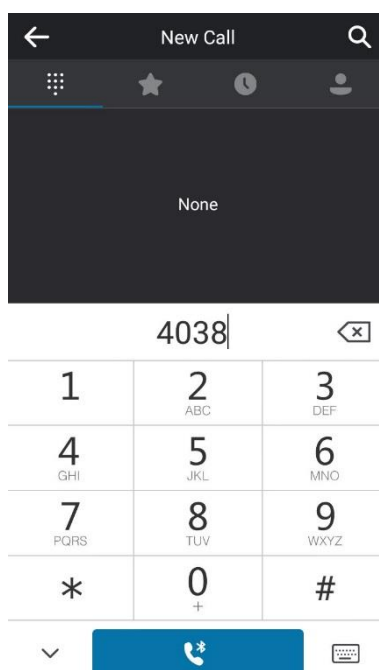 New Call
None
4038
1 2 3
ABC DEF
4 5 6
GHI JKL MNO
7 8 9
PQRS TUV WXYZ
* 0 #
+